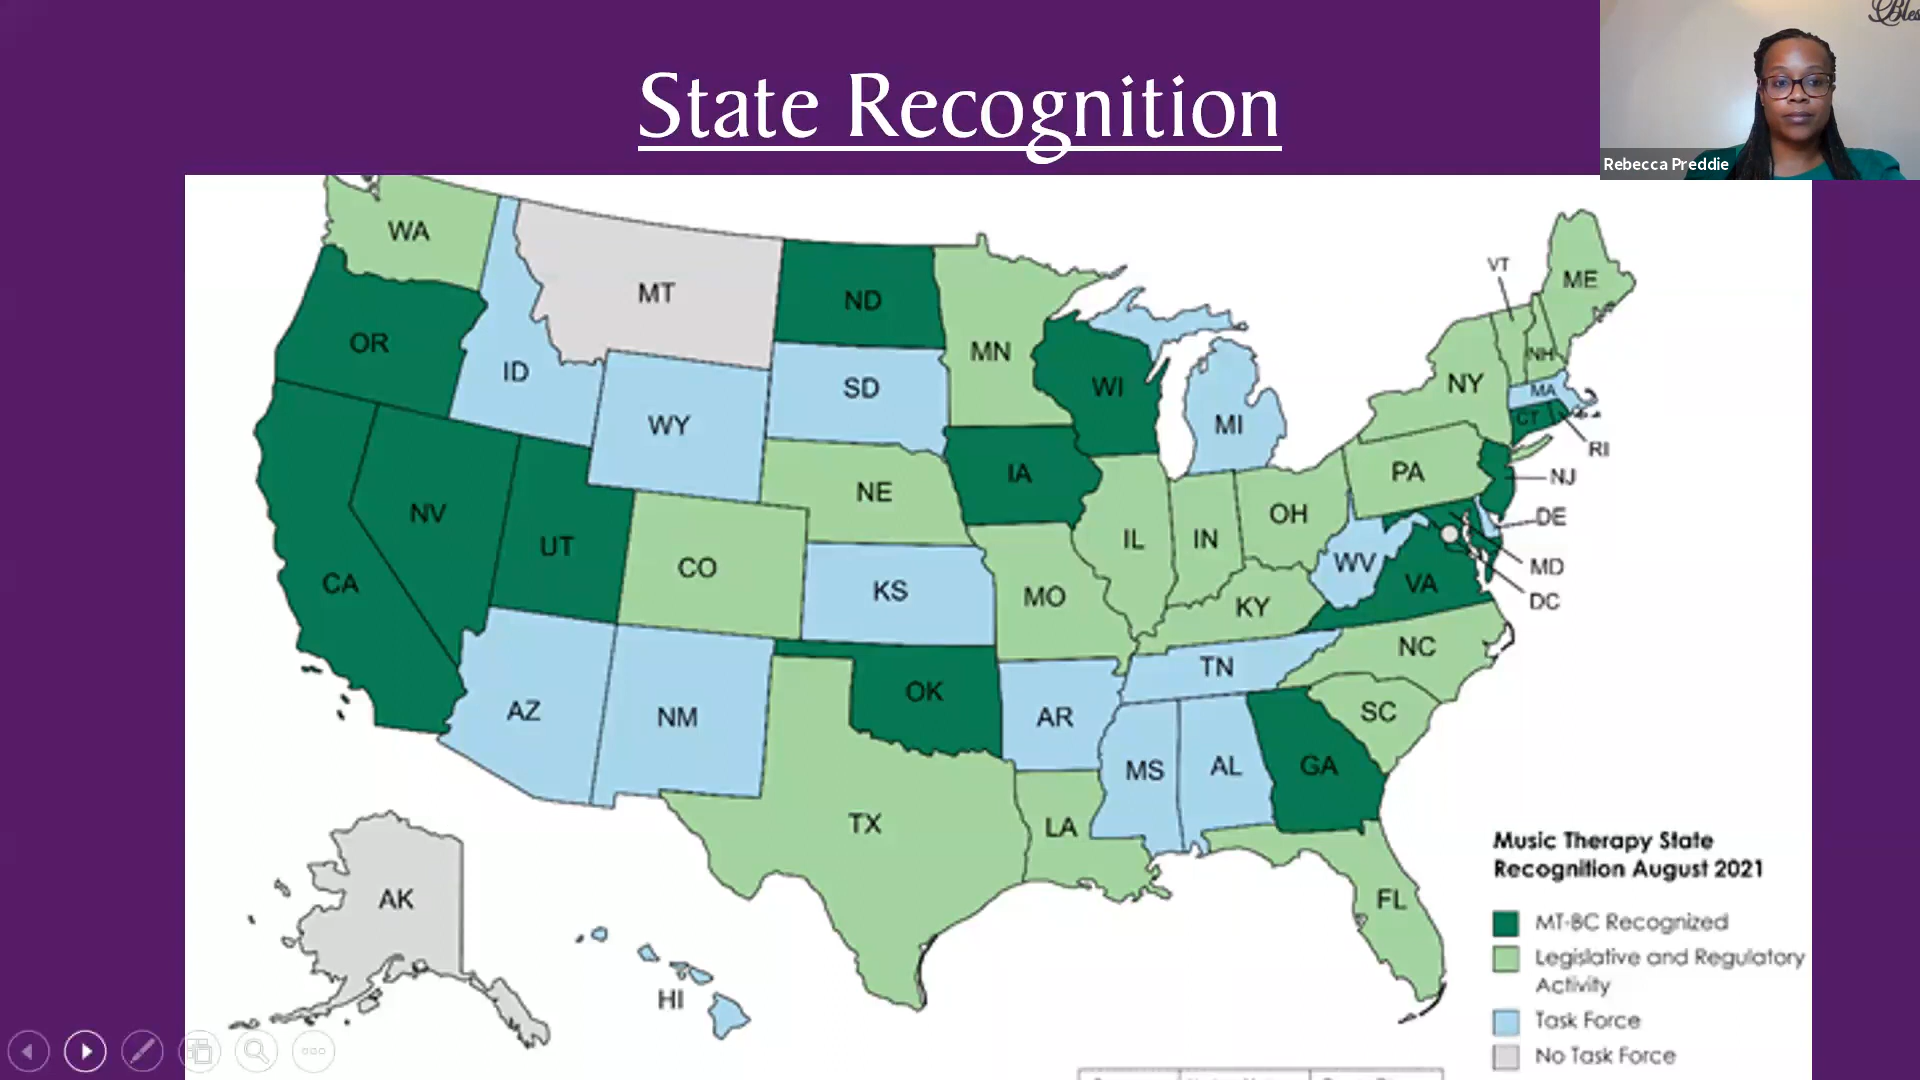 State Recognition
Rebecca Preddie
WA
MT
ND
MN
VT
ME
OR
ID
SD
WI
MI
NY
NH
MA
CT
RI
WY
IA
NE
PA
NJ
NV
UT
CO
KS
IL
IN
OH
WV
DE
MD
DC
CA
MO
KY
VA
NC
TN
AZ
NM
OK
AR
SC
MS
AL
GA
TX
LA
FL
AK
HI
Music Therapy State
Recognition August 2021
MT-BC Recognized
Legislative and Regulatory
Activity
Task Force
No Task Force